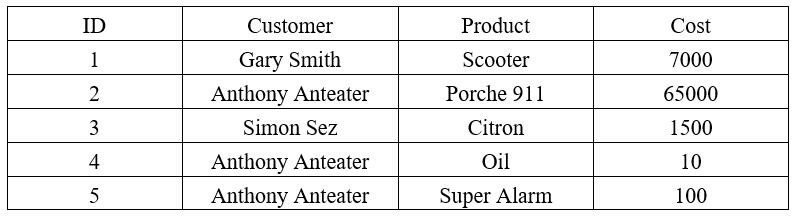 ID Customer Product Cost
1 Gary Smith Scooter 7000
2 Anthony Anteater Porche 911 65000
3 Simon Sez Citron 1500
4 Anthony Anteater Oil 10
5 Anthony Anteater Super Alarm 100